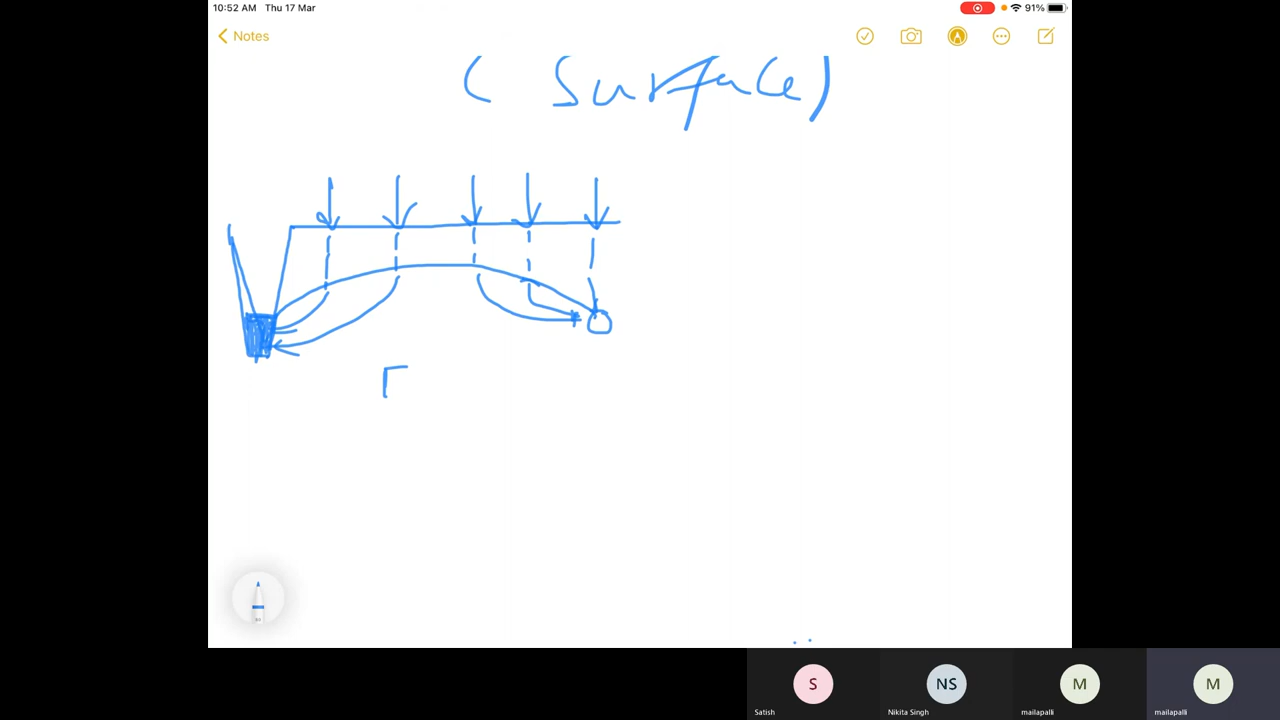 10:52 AM Thu 17 Mar 91%
Notes
( Surface)
S NS M M
Satish Nikita Singh mailapalli mailapalli